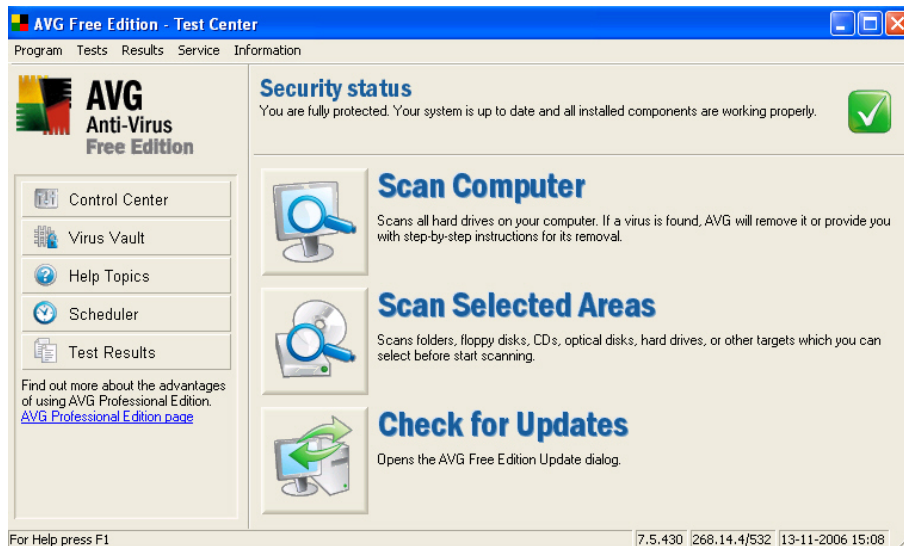 AVG Free Edition - Test Center
Program Tests Results Service Information
AVG
Anti-Virus
Free Edition
Control Center
Virus Vault
Help Topics
Scheduler
Test Results
Find out more about the advantages
of using AVG Professional Edition.
AVG Professional Edition page
Security status
You are fully protected. Your system is up to date and all installed components are working properly.
Scan Computer
Scans all hard drives on your computer. If a virus is found, AVG will remove it or provide you
with step-by-step instructions for its removal.
Scan Selected Areas
Scans folders, floppy disks, CDs, optical disks, hard drives, or other targets which you can
select before start scanning.
Check for Updates
Opens the AVG Free Edition Update dialog.
For Help press F1
7.5.430 268.14.4/532 13-11-2006 15:08